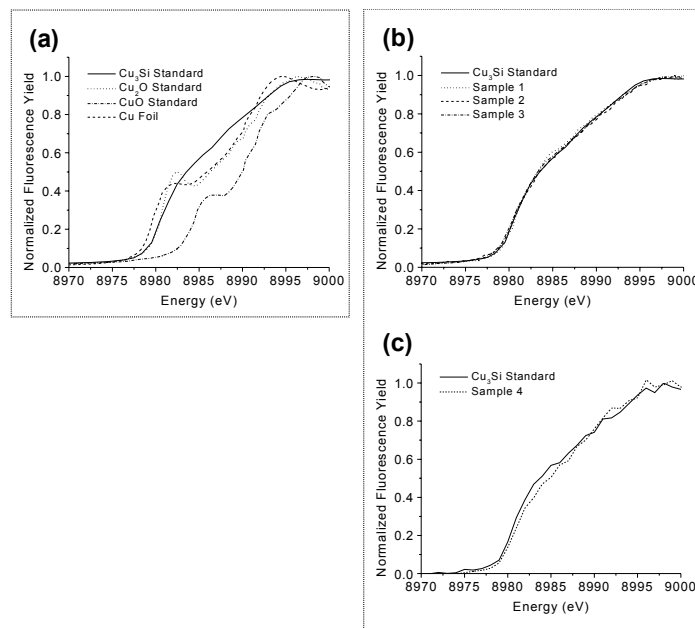 (a)
Cu₃Si Standard
Cu₂O Standard
CuO Standard
Cu Foil
Normalized Fluorescence Yield
1.0
0.8
0.6
0.4
0.2
0.0
8970 8975 8980 8985 8990 8995 9000
Energy (eV)
(b)
Cu₃Si Standard
Sample 1
Sample 2
Sample 3
Normalized Fluorescence Yield
1.0
0.8
0.6
0.4
0.2
0.0
8970 8975 8980 8985 8990 8995 9000
Energy (eV)
(c)
Cu₃Si Standard
Sample 4
Normalized Fluorescence Yield
1.0
0.8
0.6
0.4
0.2
0.0
8970 8975 8980 8985 8990 8995 9000
Energy (eV)